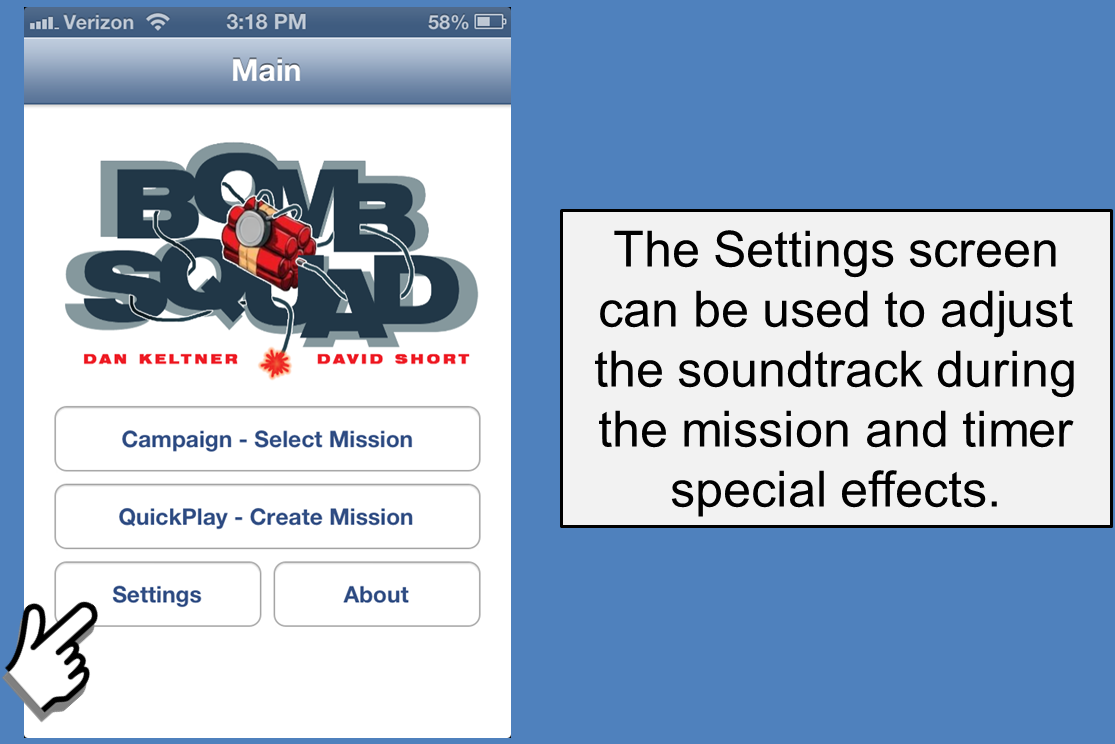 Verizon 3:18 PM 58%
Main
BOMB
SQUAD
DAN KELTNER DAVID SHORT
Campaign - Select Mission
QuickPlay - Create Mission
Settings About
The Settings screen
can be used to adjust
the soundtrack during
the mission and timer
special effects.